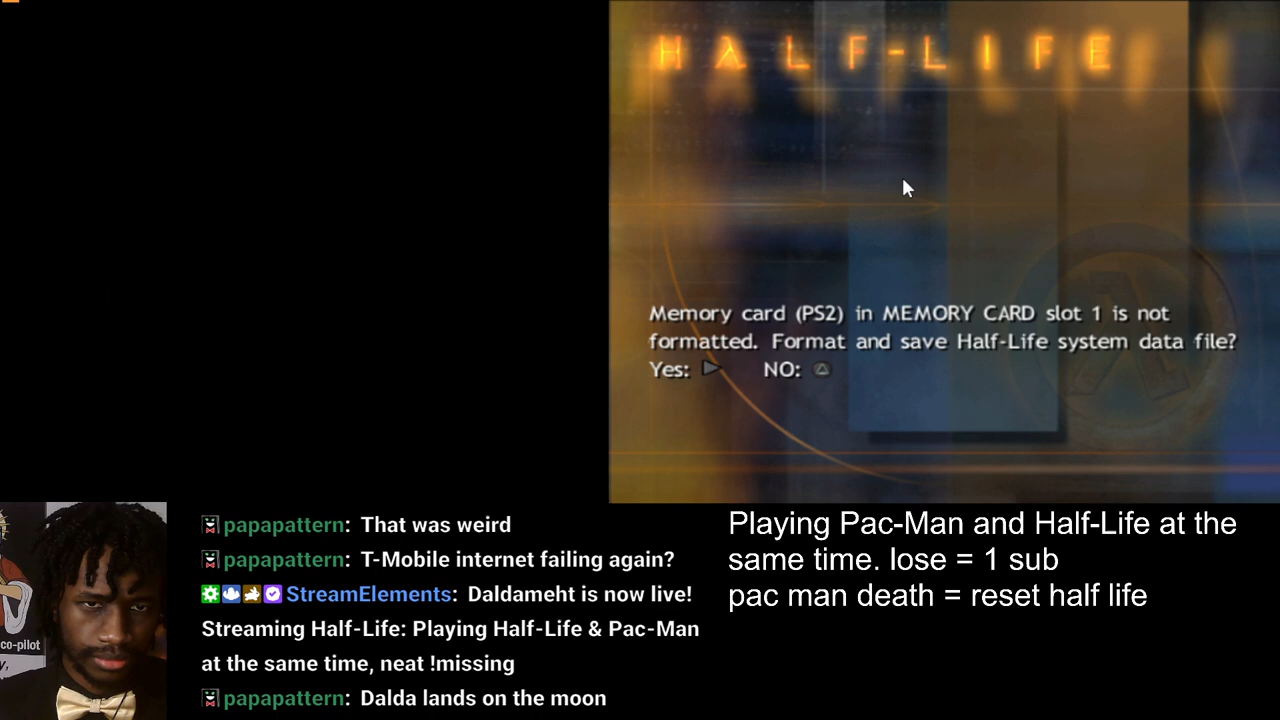 HALF-LIFE
Memory card (PS2) in MEMORY CARD slot 1 is not
formatted. Format and save Half-Life system data file?
Yes: NO:
co-pilot
y,
papapattern: That was weird
papapattern: T-Mobile internet failing again?
StreamElements: Daldameht is now live!
Streaming Half-Life: Playing Half-Life & Pac-Man
at the same time, neat !missing
papapattern: Dalda lands on the moon
Playing Pac-Man and Half-Life at the
same time. lose = 1 sub
pac man death = reset half life